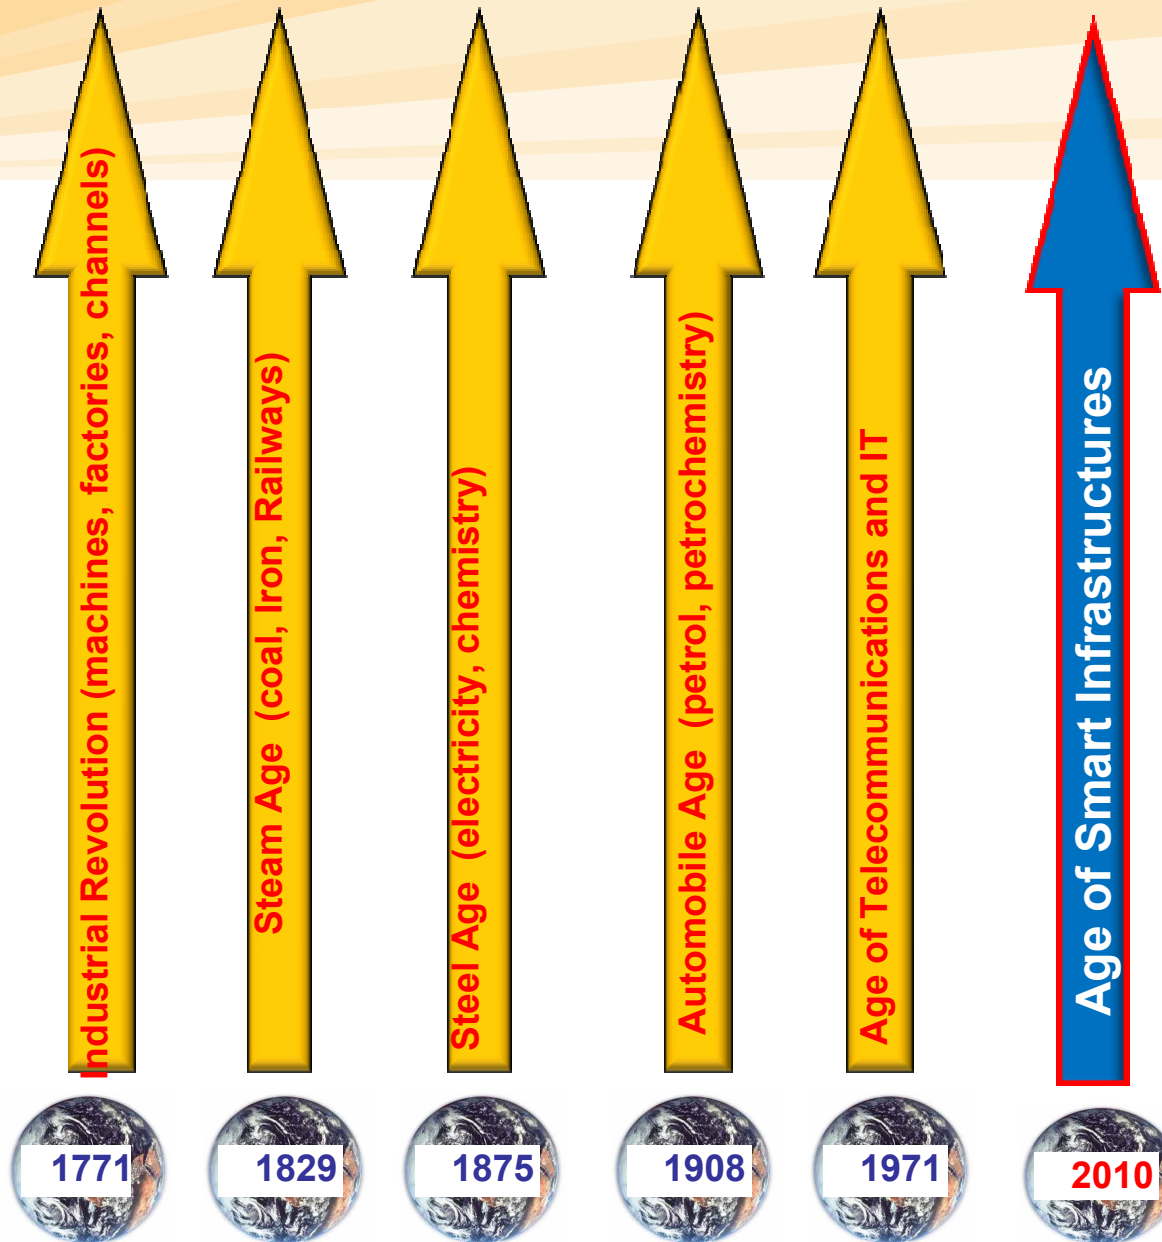 Industrial Revolution (machines, factories, channels)
Steam Age (coal, Iron, Railways)
Steel Age (electricity, chemistry)
Automobile Age (petrol, petrochemistry)
Age of Telecommunications and IT
Age of Smart Infrastructures
1771
1829
1875
1908
1971
2010